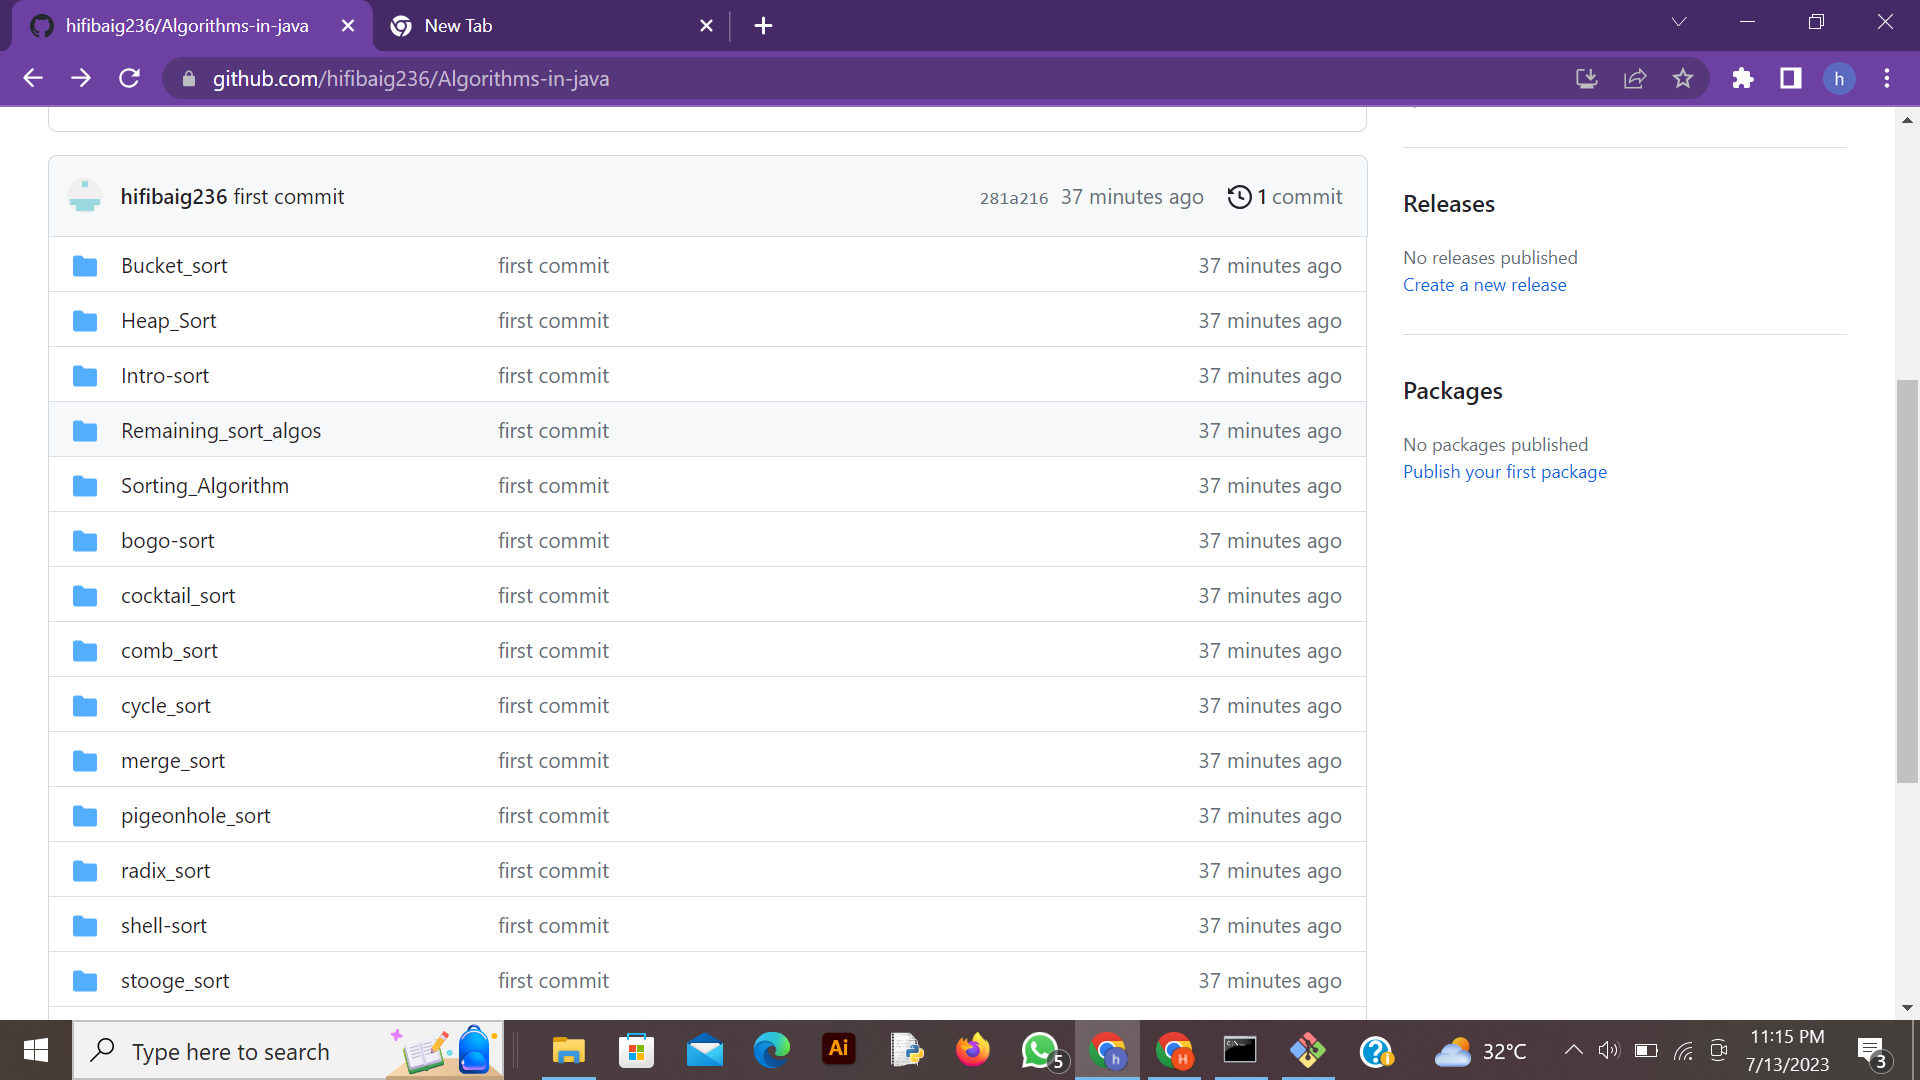 hifibaig236/Algorithms-in-java
New Tab
github.com/hifibaig236/Algorithms-in-java
h
hifibaig236 first commit 281a216 37 minutes ago 1 commit
Bucket_sort first commit 37 minutes ago
Heap_Sort first commit 37 minutes ago
Intro-sort first commit 37 minutes ago
Remaining_sort_algos first commit 37 minutes ago
Sorting_Algorithm first commit 37 minutes ago
bogo-sort first commit 37 minutes ago
cocktail_sort first commit 37 minutes ago
comb_sort first commit 37 minutes ago
cycle_sort first commit 37 minutes ago
merge_sort first commit 37 minutes ago
pigeonhole_sort first commit 37 minutes ago
radix_sort first commit 37 minutes ago
shell-sort first commit 37 minutes ago
stooge_sort first commit 37 minutes ago
Releases
No releases published
Create a new release
Packages
No packages published
Publish your first package
Type here to search
Ai
5
h
H
32°C
11:15 PM
7/13/2023
3